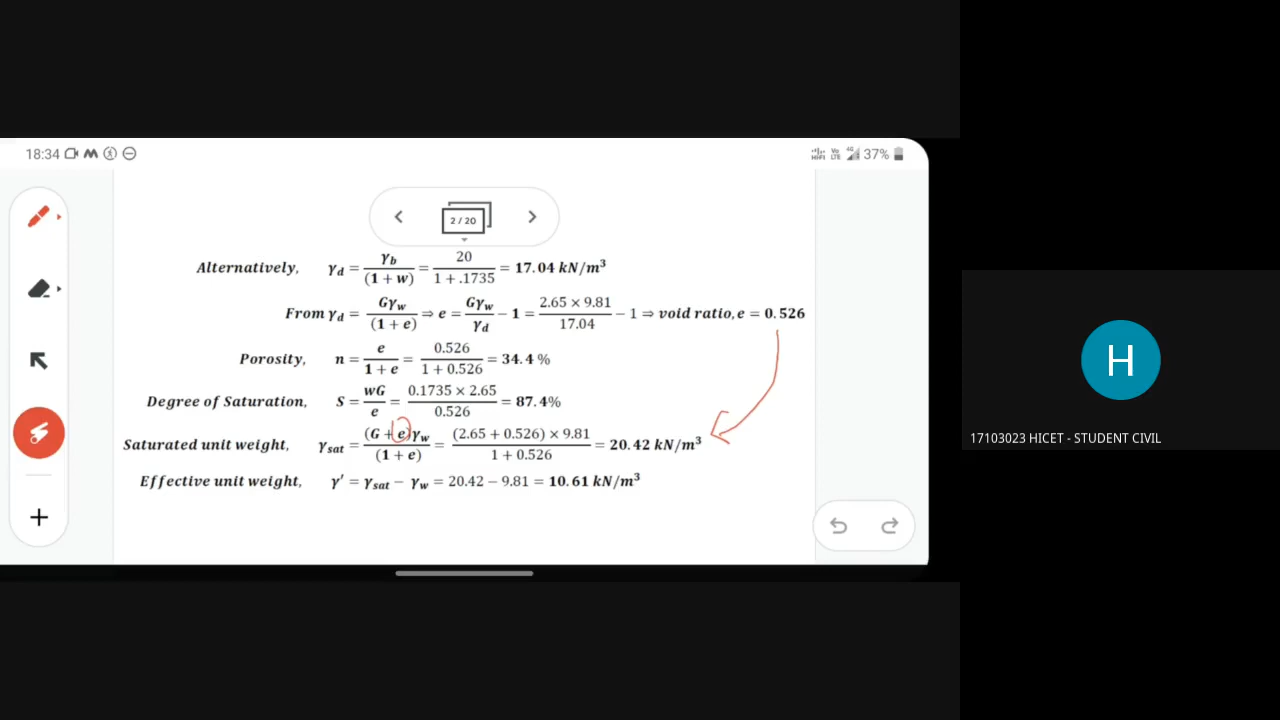 18:34 37%
2 / 20
Alternatively, γd = γb / (1 + w) = 20 / 1 + .1735 = 17.04 kN/m³
From γd = Gγw / (1 + e) ⇒ e = Gγw / γd − 1 = 2.65 × 9.81 / 17.04 − 1 ⇒ void ratio, e = 0.526
Porosity, n = e / 1 + e = 0.526 / 1 + 0.526 = 34.4 %
Degree of Saturation, S = wG / e = 0.1735 × 2.65 / 0.526 = 87.4%
Saturated unit weight, γsat = (G + e)γw / (1 + e) = (2.65 + 0.526) × 9.81 / 1 + 0.526 = 20.42 kN/m³
Effective unit weight, γ′ = γsat − γw = 20.42 − 9.81 = 10.61 kN/m³
H
17103023 HICET - STUDENT CIVIL